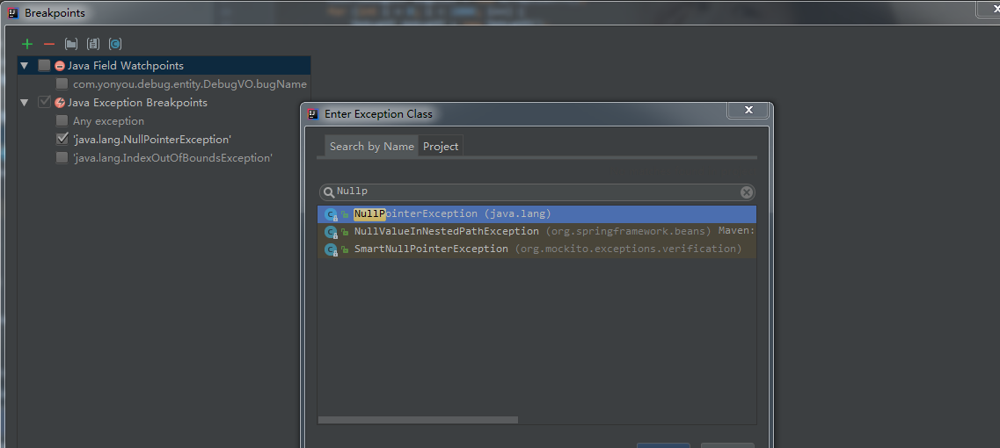 Breakpoints
Java Field Watchpoints
com.yonyou.debug.entity.DebugVO.bugName
Java Exception Breakpoints
Any exception
'java.lang.NullPointerException'
'java.lang.IndexOutOfBoundsException'
Enter Exception Class
Search by Name Project
Nullp
NullPointerException (java.lang)
NullValueInNestedPathException (org.springframework.beans) Maven:
SmartNullPointerException (org.mockito.exceptions.verification)